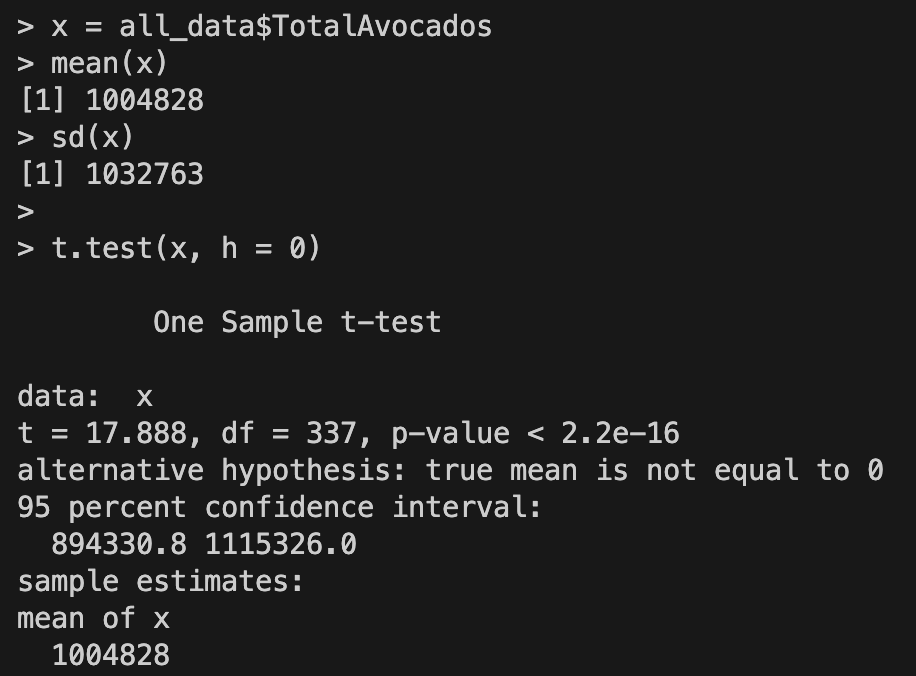 > x = all_data$TotalAvocados
> mean(x)
[1] 1004828
> sd(x)
[1] 1032763
>
> t.test(x, h = 0)
One Sample t-test
data:  x
t = 17.888, df = 337, p-value < 2.2e-16
alternative hypothesis: true mean is not equal to 0
95 percent confidence interval:
  894330.8 1115326.0
sample estimates:
mean of x
  1004828